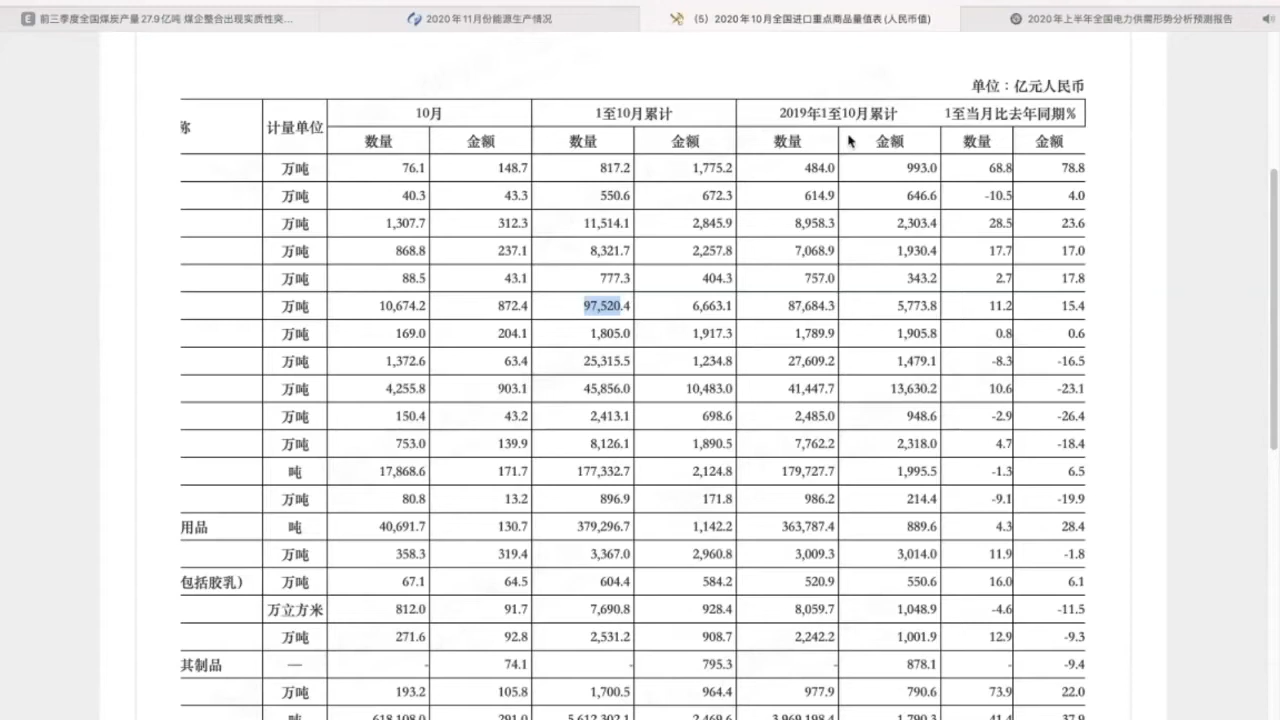 前三季度全国煤炭产量27.9亿吨 煤企整合出现实质性突...
2020年11月份能源生产情况
（5）2020年10月全国进口重点商品量值表(人民币值)
2020年上半年全国电力供需形势分析预测报告
单位：亿元人民币
计量单位 10月 1至10月累计 2019年1至10月累计 1至当月比去年同期%
数量 金额 数量 金额 数量 金额 数量 金额
万吨 76.1 148.7 817.2 1,775.2 484.0 993.0 68.8 78.8
万吨 40.3 43.3 550.6 672.3 614.9 646.6 -10.5 4.0
万吨 1,307.7 312.3 11,514.1 2,845.9 8,958.3 2,303.4 28.5 23.6
万吨 868.8 237.1 8,321.7 2,257.8 7,068.9 1,930.4 17.7 17.0
万吨 88.5 43.1 777.3 404.3 757.0 343.2 2.7 17.8
万吨 10,674.2 872.4 97,520.4 6,663.1 87,684.3 5,773.8 11.2 15.4
万吨 169.0 204.1 1,805.0 1,917.3 1,789.9 1,905.8 0.8 0.6
万吨 1,372.6 63.4 25,315.5 1,234.8 27,609.2 1,479.1 -8.3 -16.5
万吨 4,255.8 903.1 45,856.0 10,483.0 41,447.7 13,630.2 10.6 -23.1
万吨 150.4 43.2 2,413.1 698.6 2,485.0 948.6 -2.9 -26.4
万吨 753.0 139.9 8,126.1 1,890.5 7,762.2 2,318.0 4.7 -18.4
吨 17,868.6 171.7 177,332.7 2,124.8 179,727.7 1,995.5 -1.3 6.5
万吨 80.8 13.2 896.9 171.8 986.2 214.4 -9.1 -19.9
用品 吨 40,691.7 130.7 379,296.7 1,142.2 363,787.4 889.6 4.3 28.4
万吨 358.3 319.4 3,367.0 2,960.8 3,009.3 3,014.0 11.9 -1.8
包括胶乳） 万吨 67.1 64.5 604.4 584.2 520.9 550.6 16.0 6.1
万立方米 812.0 91.7 7,690.8 928.4 8,059.7 1,048.9 -4.6 -11.5
万吨 271.6 92.8 2,531.2 908.7 2,242.2 1,001.9 12.9 -9.3
其制品 — - 74.1 - 795.3 - 878.1 - -9.4
万吨 193.2 105.8 1,700.5 964.4 977.9 790.6 73.9 22.0
吨 618,108.0 291.0 5,612,302.1 2,469.6 3,969,198.4 1,790.3 41.4 37.9